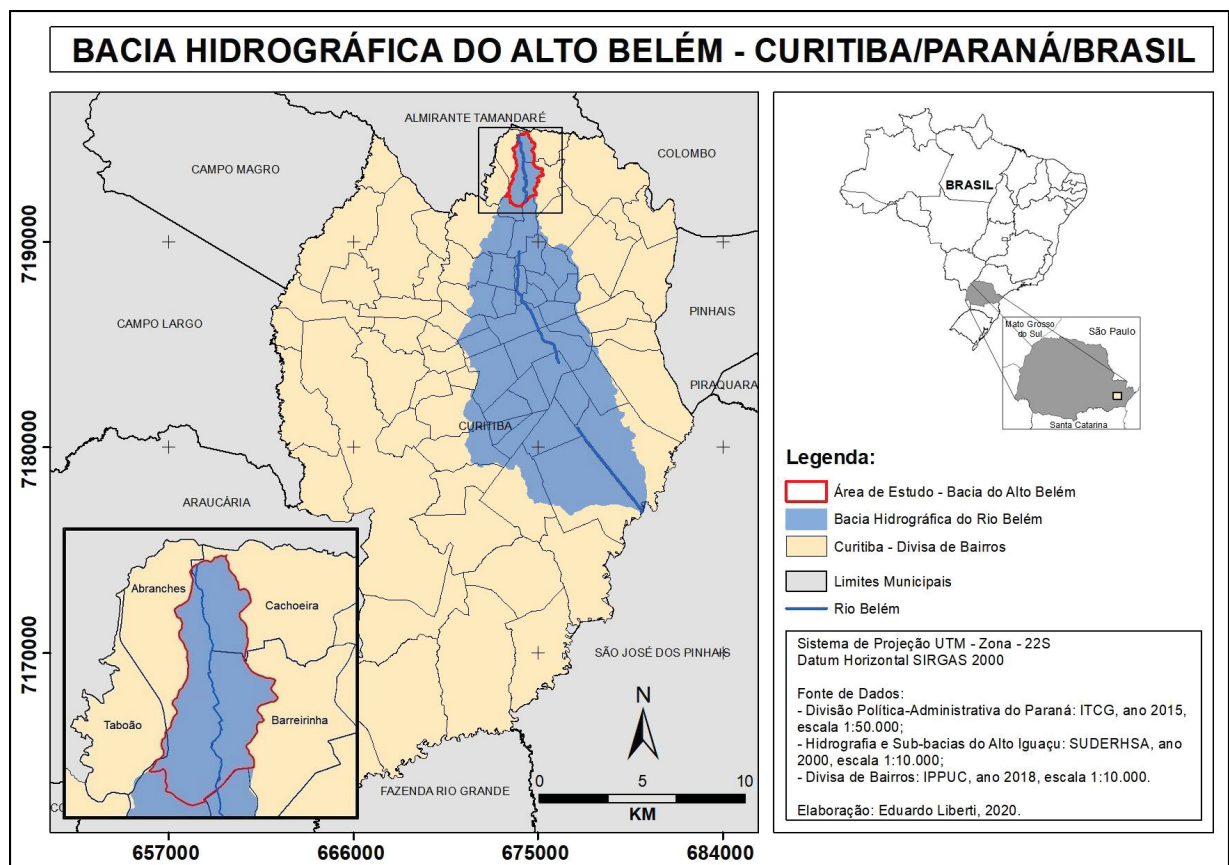 BACIA HIDROGRÁFICA DO ALTO BELÉM - CURITIBA/PARANÁ/BRASIL
ALMIRANTE TAMANDARÉ
COLOMBO
CAMPO MAGRO
CAMPO LARGO
PINHAIS
PIRAQUARA
CURITIBA
ARAUCÁRIA
SÃO JOSÉ DOS PINHAIS
FAZENDA RIO GRANDE
7190000
7180000
7170000
7160000
657000
666000
675000
684000
Abranches
Cachoeira
Taboão
Barreirinha
N
0 5 10
KM
BRASIL
Mato Grosso
do Sul
São Paulo
Santa Catarina
Legenda:
Área de Estudo - Bacia do Alto Belém
Bacia Hidrográfica do Rio Belém
Curitiba - Divisa de Bairros
Limites Municipais
Rio Belém
Sistema de Projeção UTM - Zona - 22S
Datum Horizontal SIRGAS 2000
Fonte de Dados:
- Divisão Política-Administrativa do Paraná: ITCG, ano 2015,
escala 1:50.000;
- Hidrografia e Sub-bacias do Alto Iguaçu: SUDERHSA, ano
2000, escala 1:10.000;
- Divisa de Bairros: IPPUC, ano 2018, escala 1:10.000.
Elaboração: Eduardo Liberti, 2020.